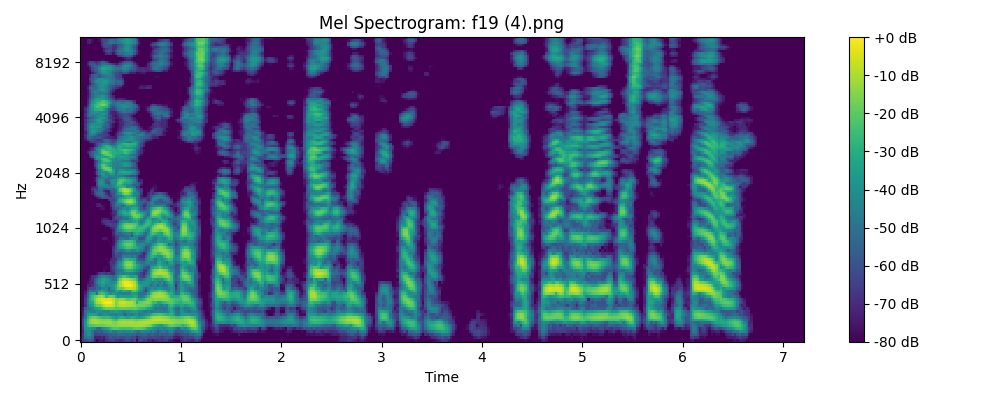 Mel Spectrogram: f19 (4).png
+0 dB
8192
-10 dB
4096
-20 dB
-30 dB
2048
Hz
-40 dB
1024
-50 dB
-60 dB
512
-70 dB
0
-80 dB
0 1 2 3 4 5 6 7
Time